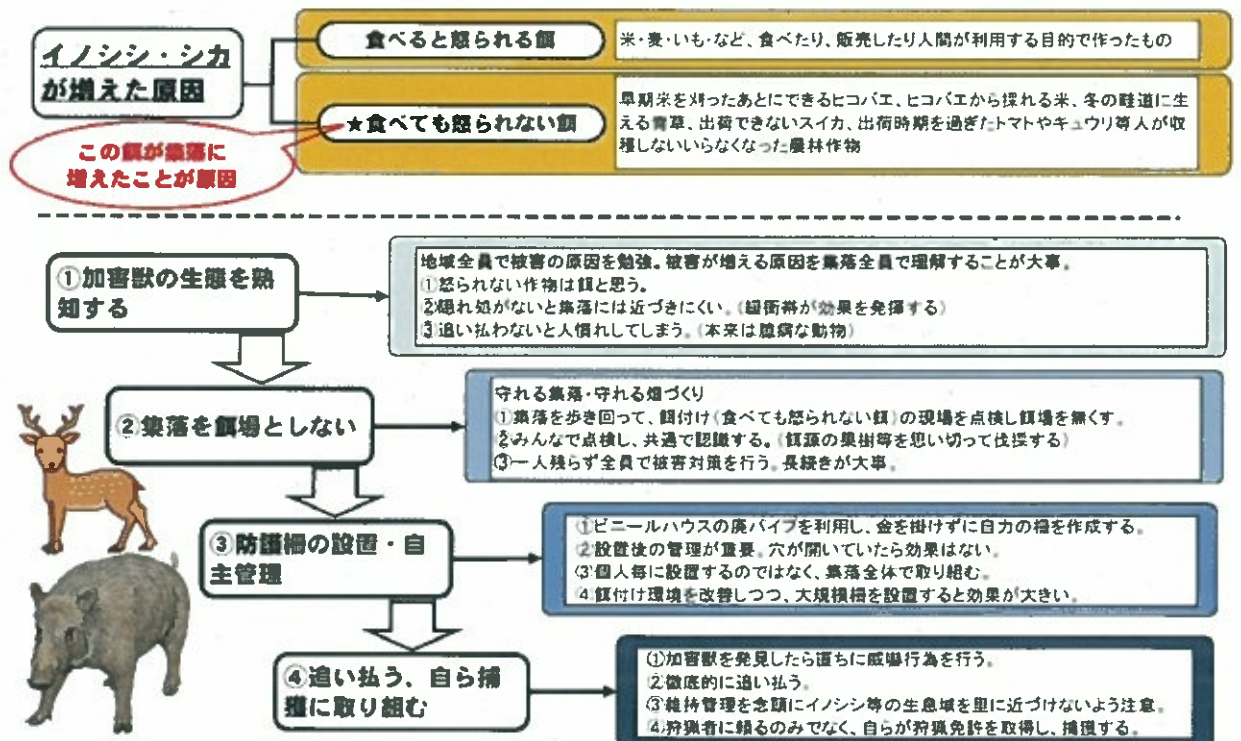 イノシシ・シカ
が増えた原因
食べると怒られる餌
米・麦・いも・など、食べたり、販売したり人間が利用する目的で作ったもの
★食べても怒られない餌
早期米を刈ったあとにできるヒコバエ、ヒコバエから採れる米、冬の畦道に生
える青草、出荷できないスイカ、出荷時期を過ぎたトマトやキュウリ等人が収
穫しないいらなくなった農林作物
この餌が集落に
増えたことが原因
①加害獣の生態を熟
知する
地域全員で被害の原因を勉強。被害が増える原因を集落全員で理解することが大事。
①怒られない作物は餌と思う。
②隠れ処がないと集落には近づきにくい。（緩衝帯が効果を発揮する）
③追い払わないと人慣れしてしまう。（本来は臆病な動物）
②集落を餌場としない
守れる集落・守れる畑づくり
①集落を歩き回って、餌付け（食べても怒られない餌）の現場を点検し餌場を無くす。
②みんなで点検し、共通で認識する。（餌源の果樹等を思い切って伐採する）
③一人残らず全員で被害対策を行う。長続きが大事。
③防護柵の設置・自
主管理
①ビニールハウスの廃パイプを利用し、金を掛けずに自力の柵を作成する。
②設置後の管理が重要。穴が開いていたら効果はない。
③個人毎に設置するのではなく、集落全体で取り組む。
④餌付け環境を改善しつつ、大規模柵を設置すると効果が大きい。
④追い払う、自ら捕
獲に取り組む
①加害獣を発見したら直ちに威嚇行為を行う。
②徹底的に追い払う。
③維持管理を念頭にイノシシ等の生息域を里に近づけないよう注意。
④狩猟者に頼るのみでなく、自らが狩猟免許を取得し、捕獲する。